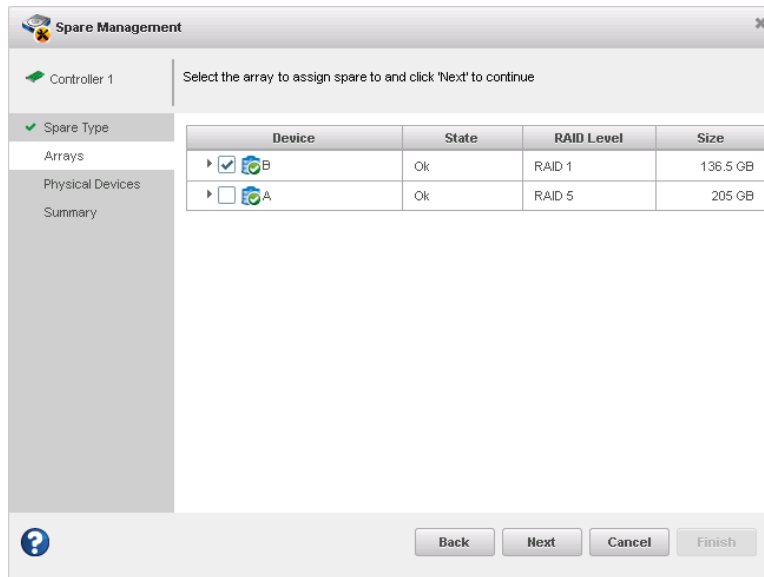 Spare Management
Controller 1
Select the array to assign spare to and click 'Next' to continue
Spare Type
Arrays
Physical Devices
Summary
Device State RAID Level Size
B Ok RAID 1 136.5 GB
A Ok RAID 5 205 GB
Back Next Cancel Finish